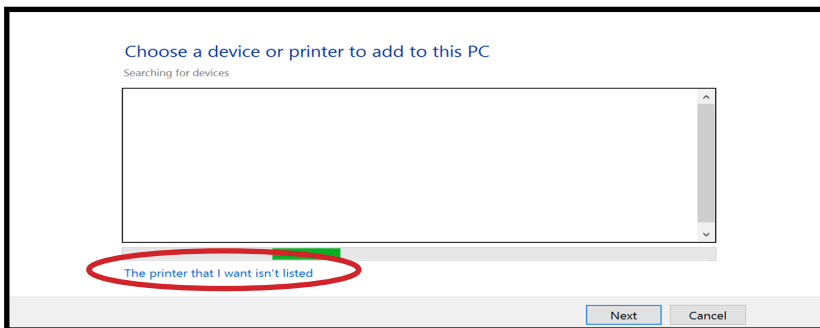 Choose a device or printer to add to this PC
Searching for devices
The printer that I want isn't listed
Next Cancel